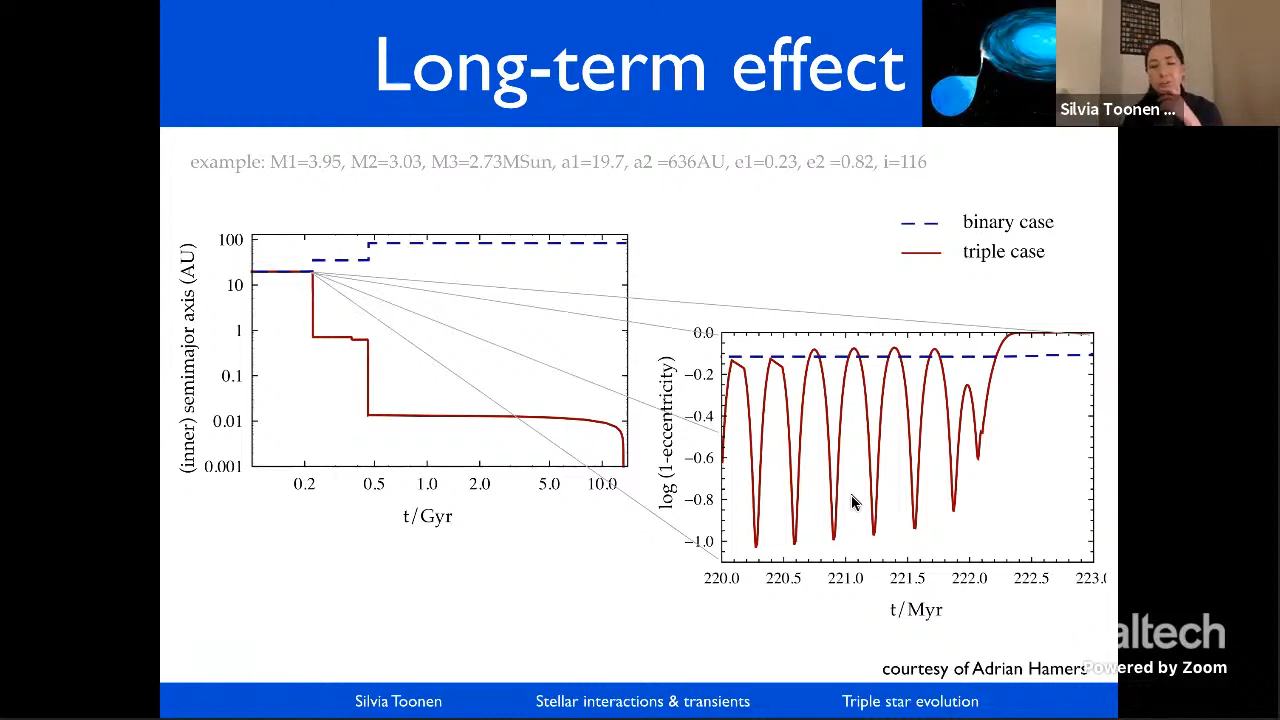 Long-term effect
Silvia Toonen ...
example: M1=3.95, M2=3.03, M3=2.73MSun, a1=19.7, a2 =636AU, e1=0.23, e2 =0.82, i=116
binary case
triple case
(inner) semimajor axis (AU)
100
10
1
0.1
0.01
0.001
0.2 0.5 1.0 2.0 5.0 10.0
t/Gyr
log (1-eccentricity)
0.0
−0.2
−0.4
−0.6
−0.8
−1.0
220.0 220.5 221.0 221.5 222.0 222.5 223.0
t/Myr
altech
courtesy of Adrian Hamers
Powered by Zoom
Silvia Toonen Stellar interactions & transients Triple star evolution